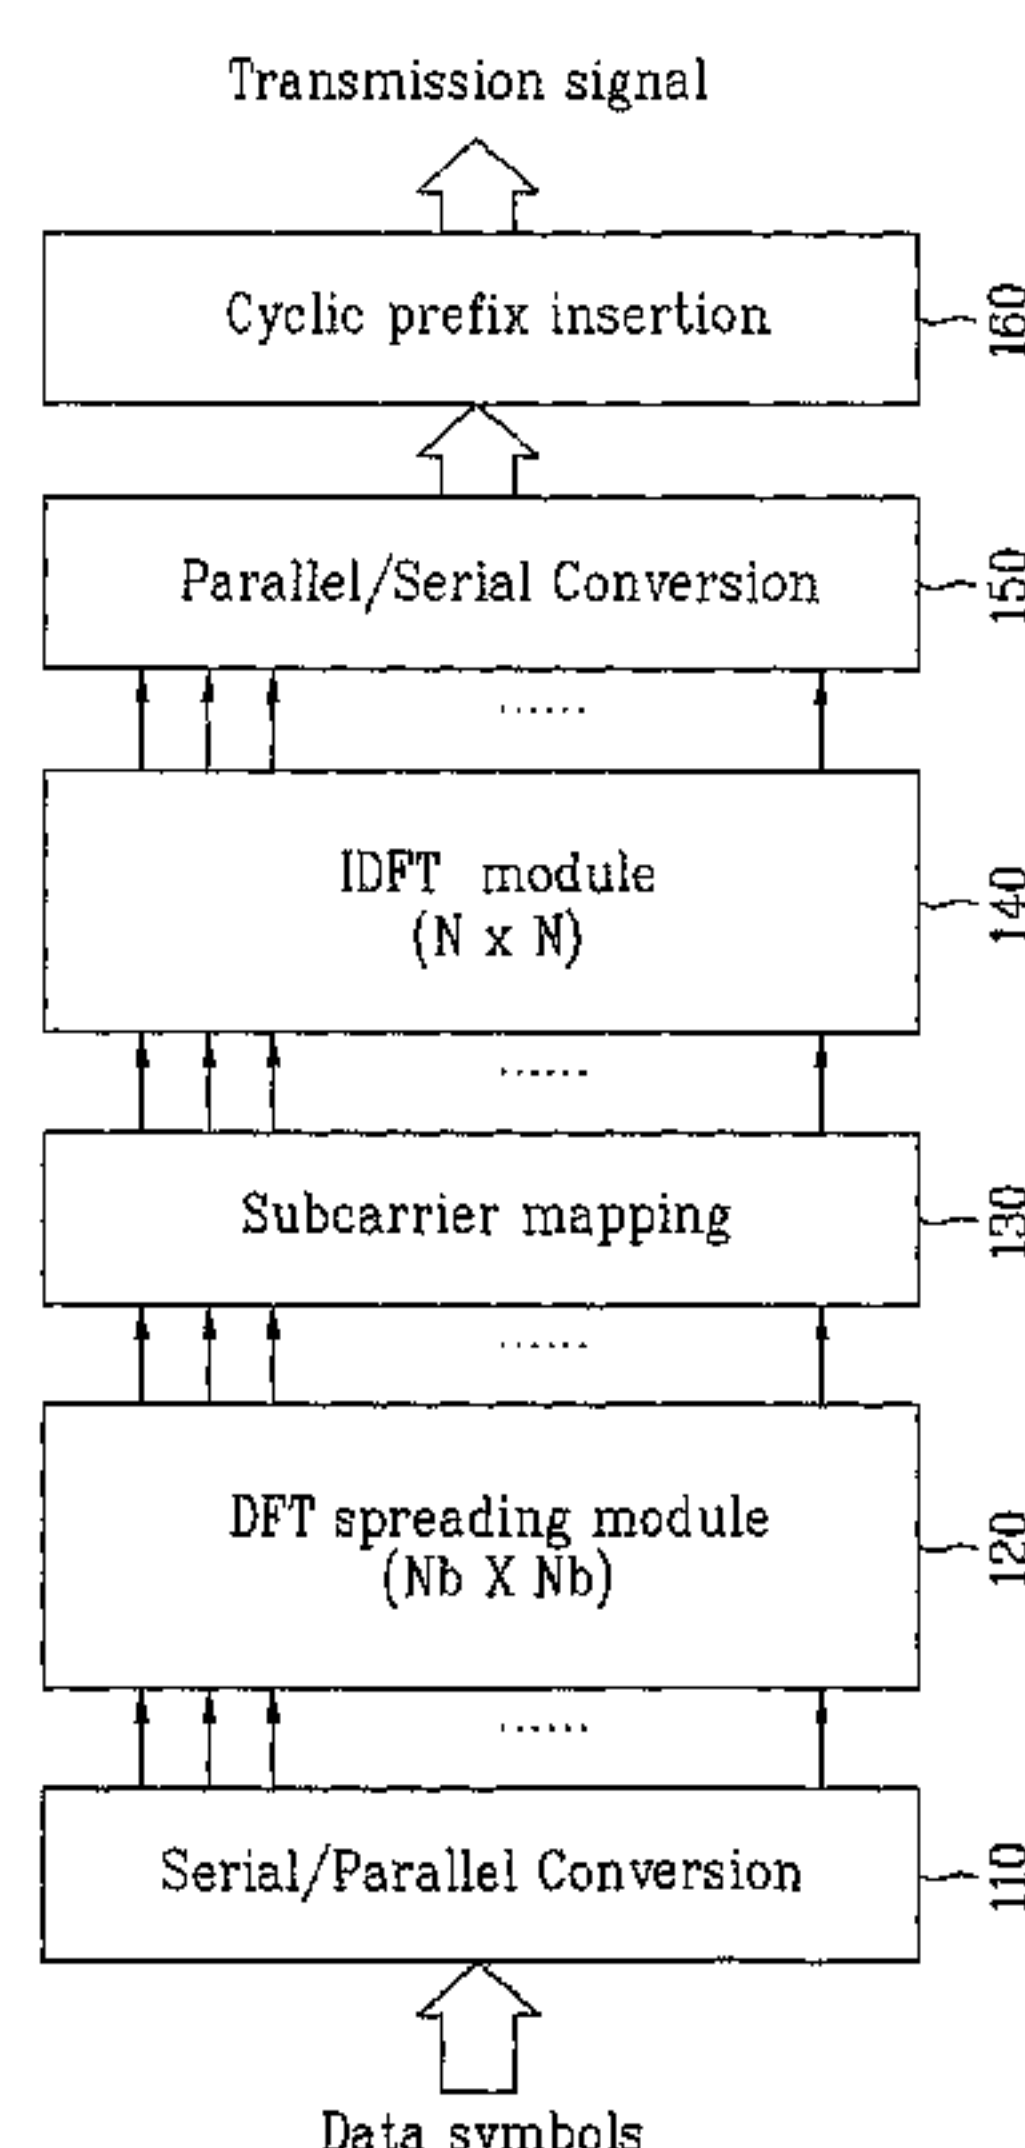 Transmission signal
Cyclic prefix insertion
160
Parallel/Serial Conversion
150
IDFT module
(N x N)
140
Subcarrier mapping
130
DFT spreading module
(Nb X Nb)
120
Serial/Parallel Conversion
110
Data symbols